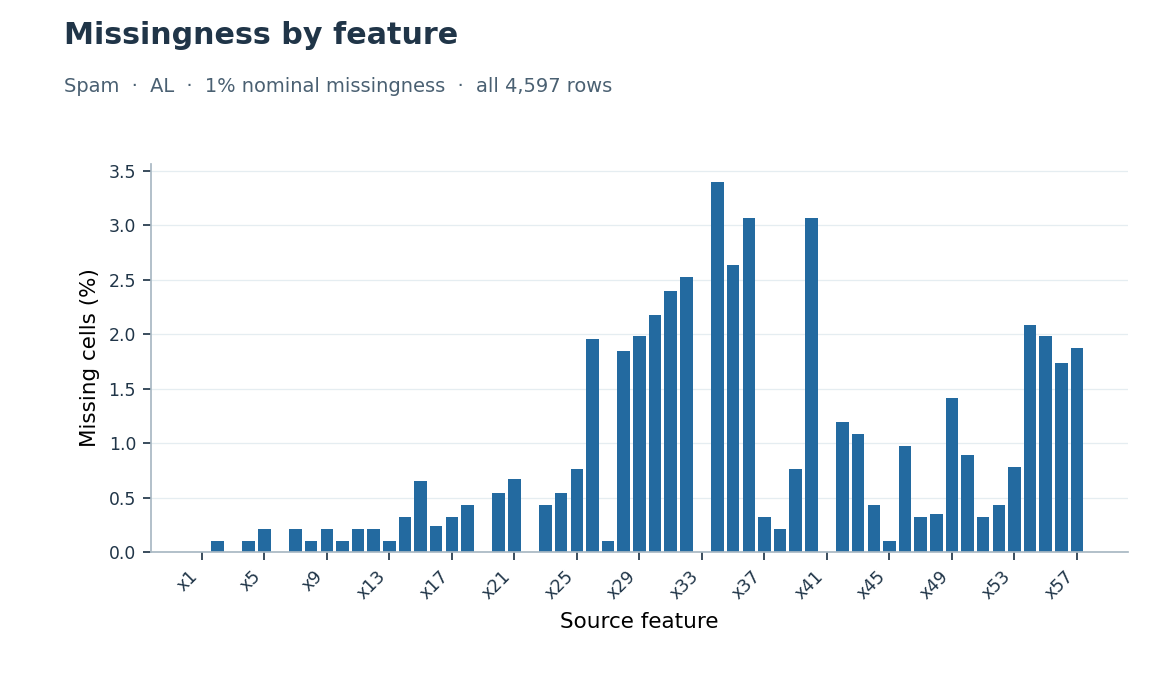 Missingness by feature
Spam · AL · 1% nominal missingness · all 4,597 rows
3.5
3.0
2.5
2.0
1.5
1.0
0.5
0.0
Missing cells (%)
x1 x5 x9 x13 x17 x21 x25 x29 x33 x37 x41 x45 x49 x53 x57
Source feature